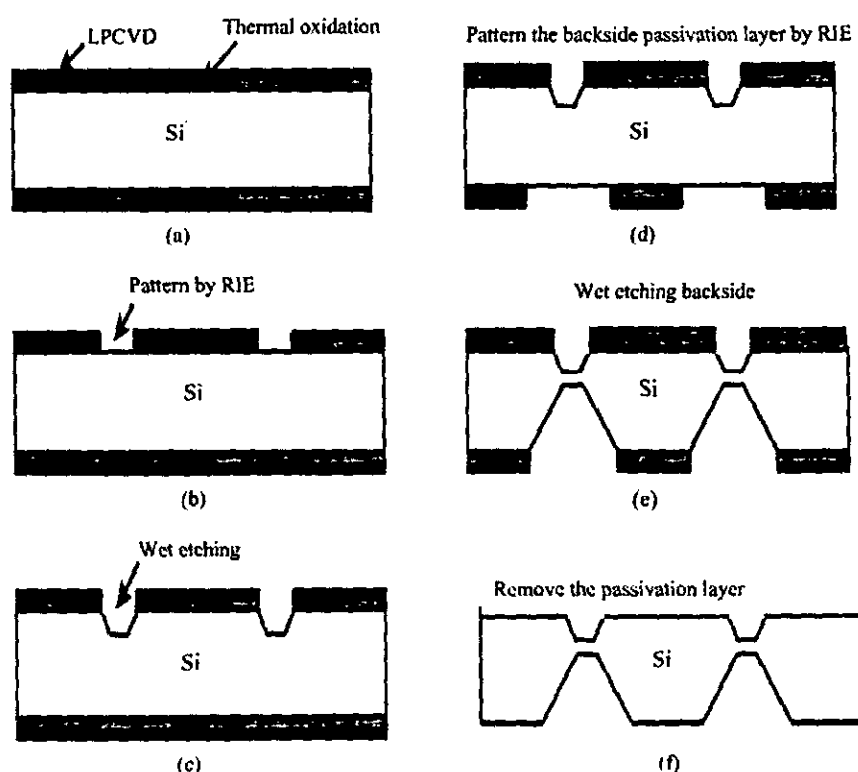 LPCVD
Thermal oxidation
Si
(a)
Pattern by RIE
Si
(b)
Wet etching
Si
(c)
Pattern the backside passivation layer by RIE
Si
(d)
Wet etching backside
Si
(e)
Remove the passivation layer
Si
(f)